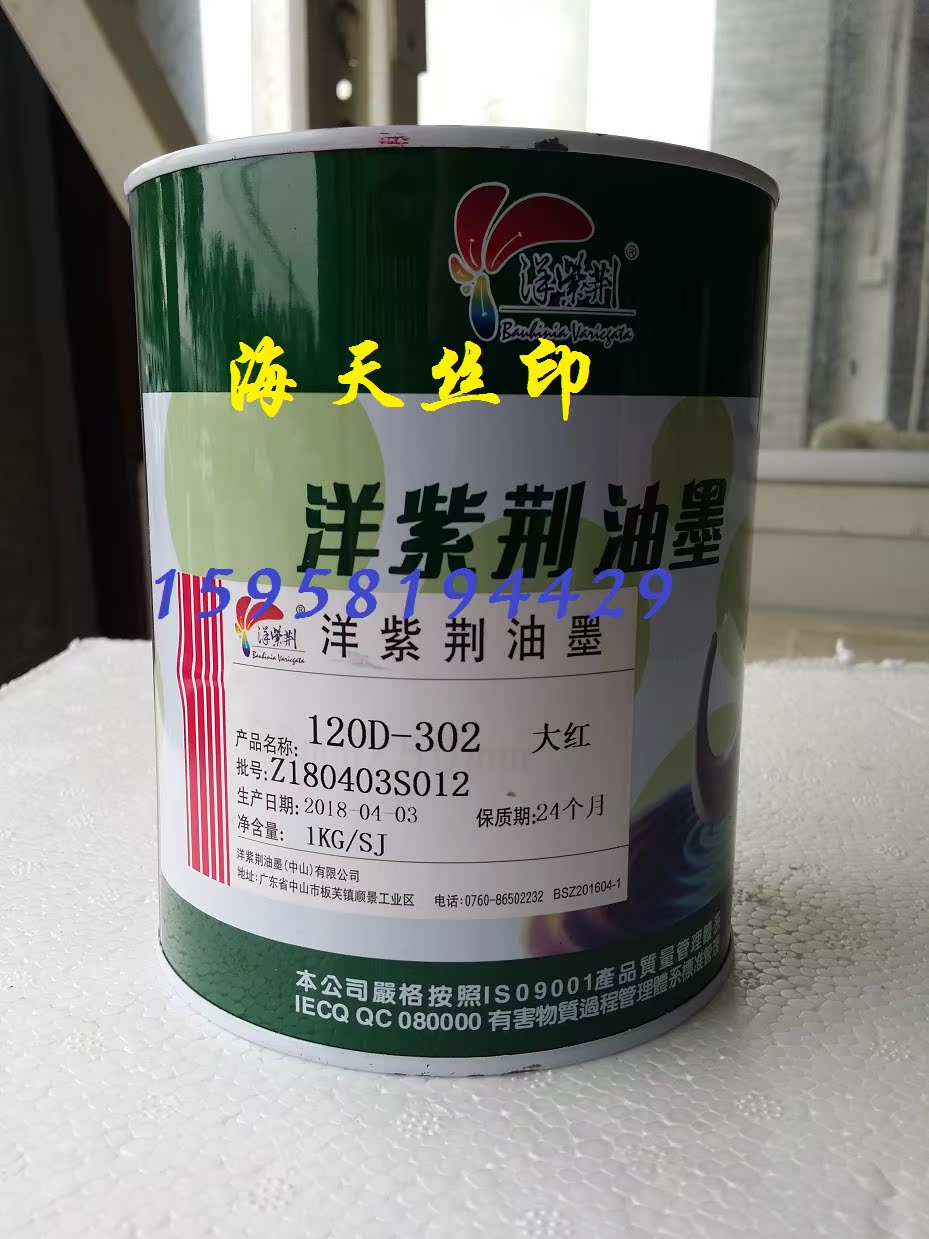 洋紫荆®
Bauhinia Variegata
海天丝印
洋紫荆油墨
15958194429
洋紫荆®
Bauhinia Variegata
洋紫荆油墨
产品名称: 120D-302 大红
批号: Z180403S012
生产日期: 2018-04-03 保质期: 24个月
净含量: 1KG/SJ
洋紫荆油墨(中山)有限公司
地址:广东省中山市板芙镇顺景工业区 电话:0760-86502232 BSZ201604-1
本公司嚴格按照ISO9001產品質量管理體系
IECQ QC 080000 有害物質過程管理體系標准管理